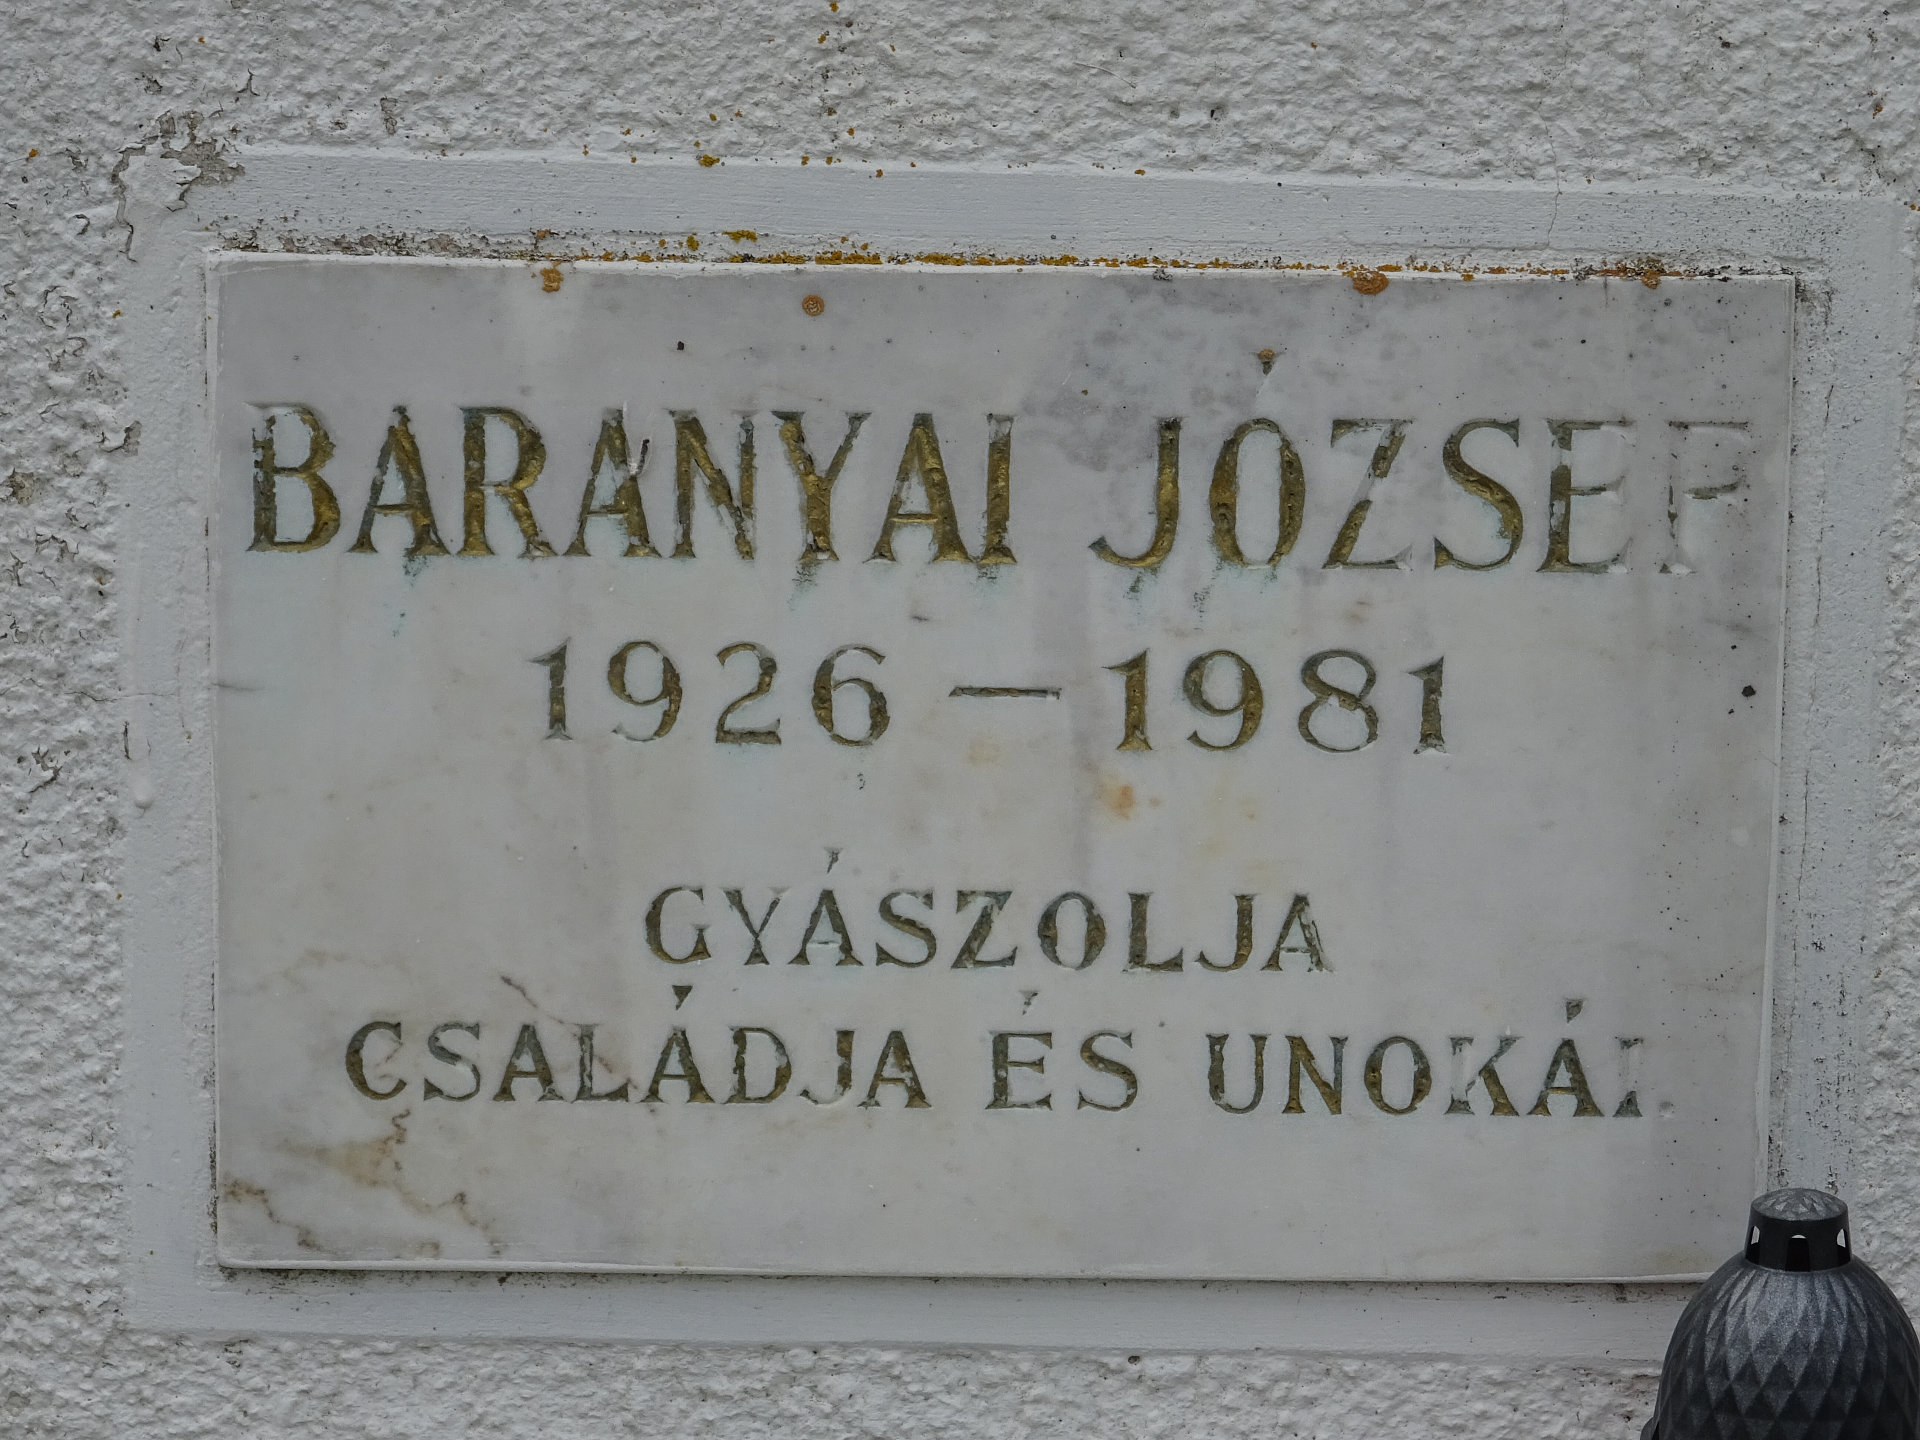 BARANYAI JÓZSEF
1926 — 1981
GYÁSZOLJA
CSALÁDJA ÉS UNOKÁI.